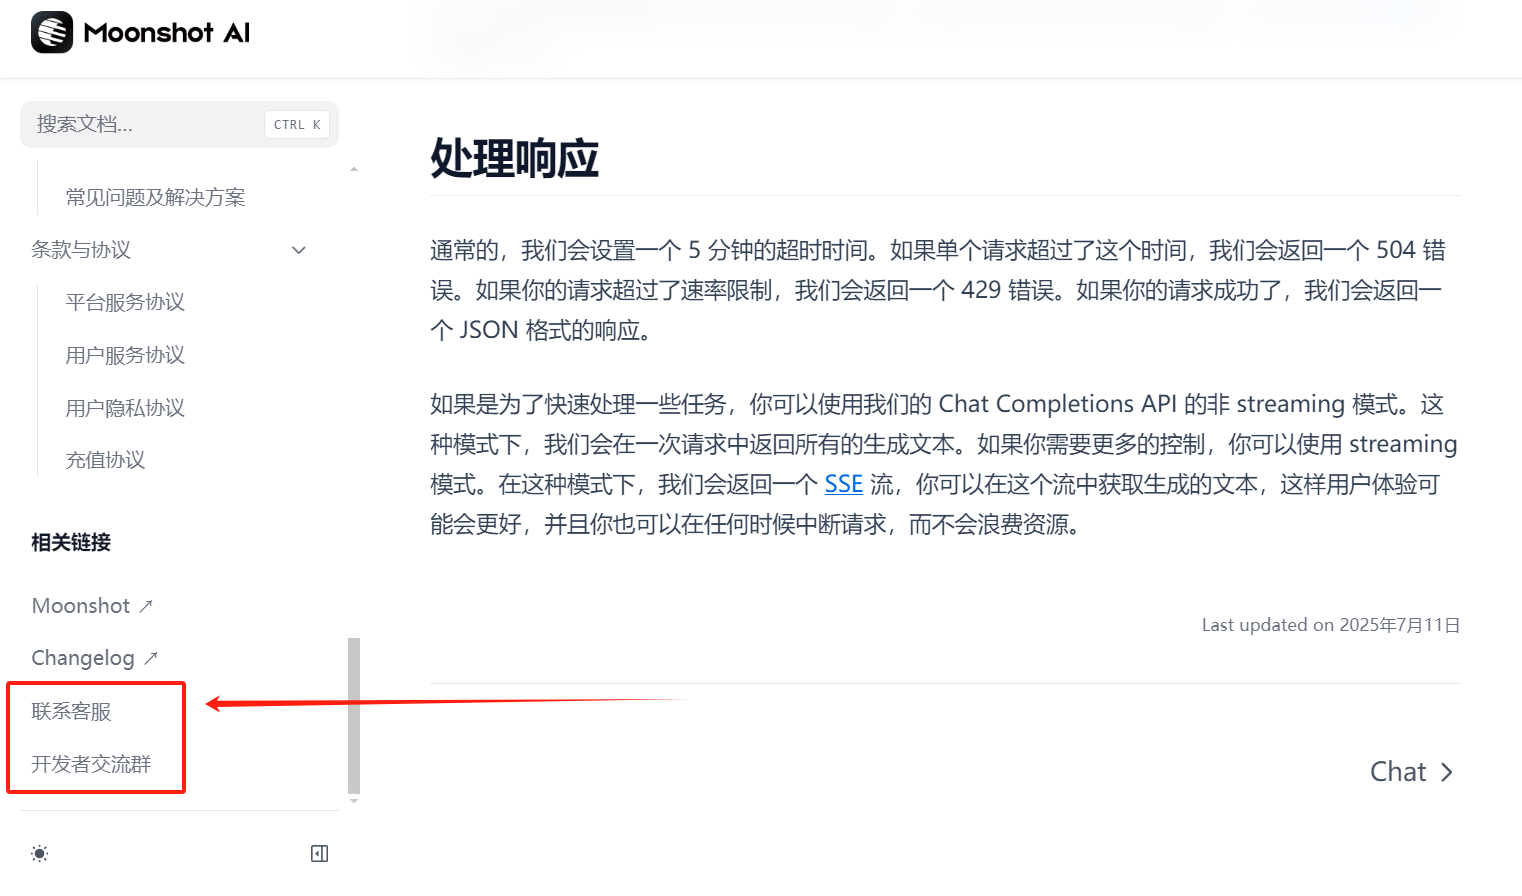 Moonshot AI
搜索文档...
CTRL K
常见问题及解决方案
条款与协议
平台服务协议
用户服务协议
用户隐私协议
充值协议
相关链接
Moonshot ↗
Changelog ↗
联系客服
开发者交流群
处理响应
通常的，我们会设置一个 5 分钟的超时时间。如果单个请求超过了这个时间，我们会返回一个 504 错
误。如果你的请求超过了速率限制，我们会返回一个 429 错误。如果你的请求成功了，我们会返回一
个 JSON 格式的响应。
如果是为了快速处理一些任务，你可以使用我们的 Chat Completions API 的非 streaming 模式。这
种模式下，我们会在一次请求中返回所有的生成文本。如果你需要更多的控制，你可以使用 streaming
模式。在这种模式下，我们会返回一个 SSE 流，你可以在这个流中获取生成的文本，这样用户体验可
能会更好，并且你也可以在任何时候中断请求，而不会浪费资源。
Last updated on 2025年7月11日
Chat